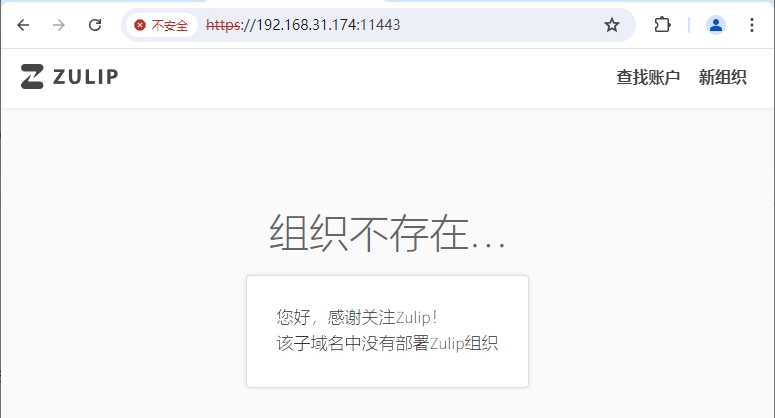 不安全 https://192.168.31.174:11443
ZULIP 查找账户 新组织
组织不存在...
您好，感谢关注Zulip！
该子域名中没有部署Zulip组织